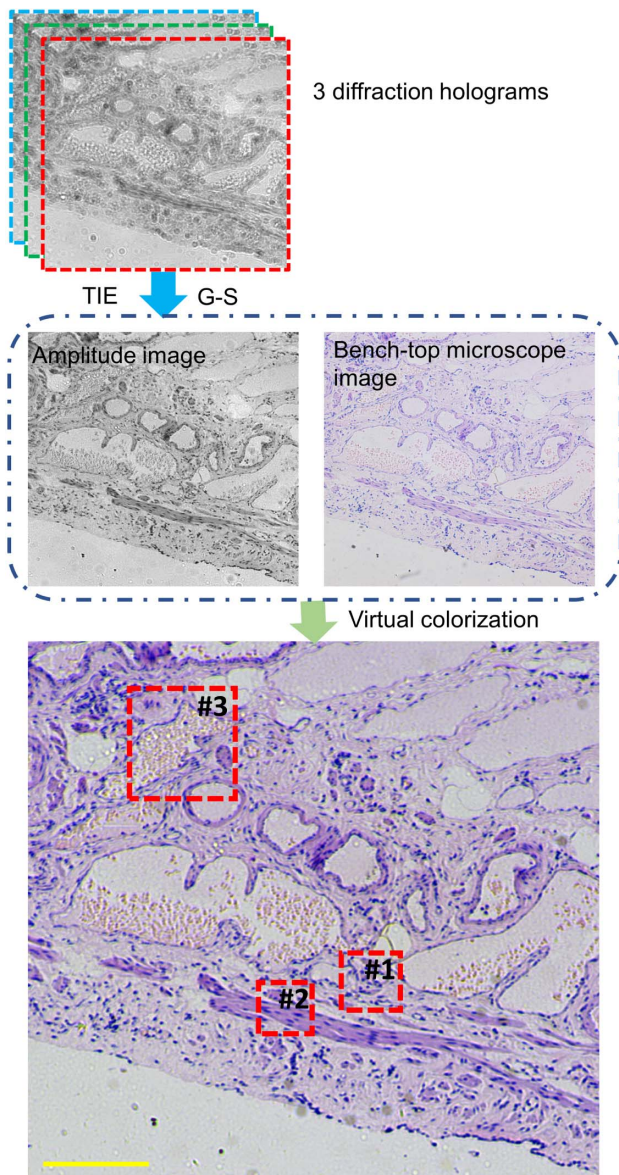 3 diffraction holograms
TIE G-S
Amplitude image
Bench-top microscope
image
Virtual colorization
#3
#1
#2